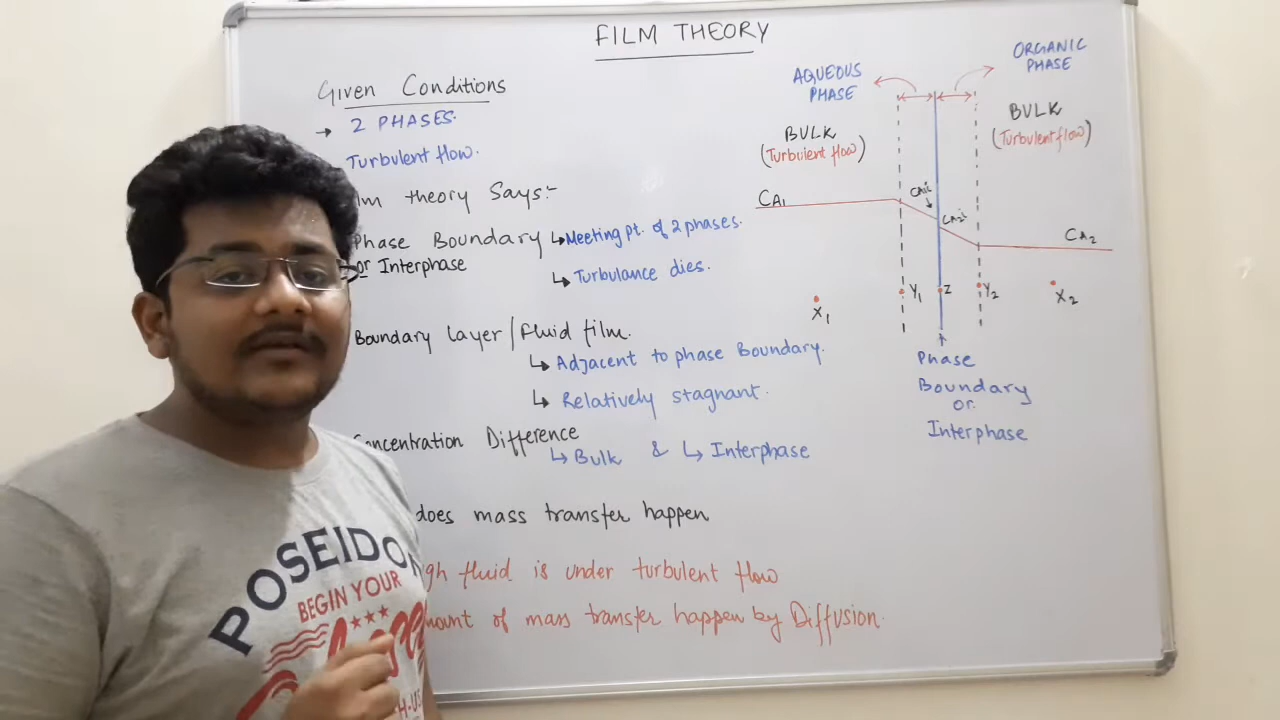 FILM THEORY
Given Conditions
→ 2 PHASES.
Turbulent flow.
theory Says:-
Phase Boundary ↳ Meeting pt. of 2 phases.
or Interphase
↳ Turbulance dies.
Boundary layer/fluid film.
↳ Adjacent to phase Boundary.
↳ Relatively stagnant.
Concentration Difference
↳ Bulk & ↳ Interphase
does mass transfer happen
fluid is under turbulent flow
of mass transfer happen by Diffusion.
AQUEOUS
PHASE
ORGANIC
PHASE
BULK
(Turbulent flow)
BULK
(Turbulent flow)
CA1
CA1i
CA2i
CA2
X1
Y1
Z
Y2
X2
Phase
Boundary
or
Interphase
POSEIDON
BEGIN YOUR